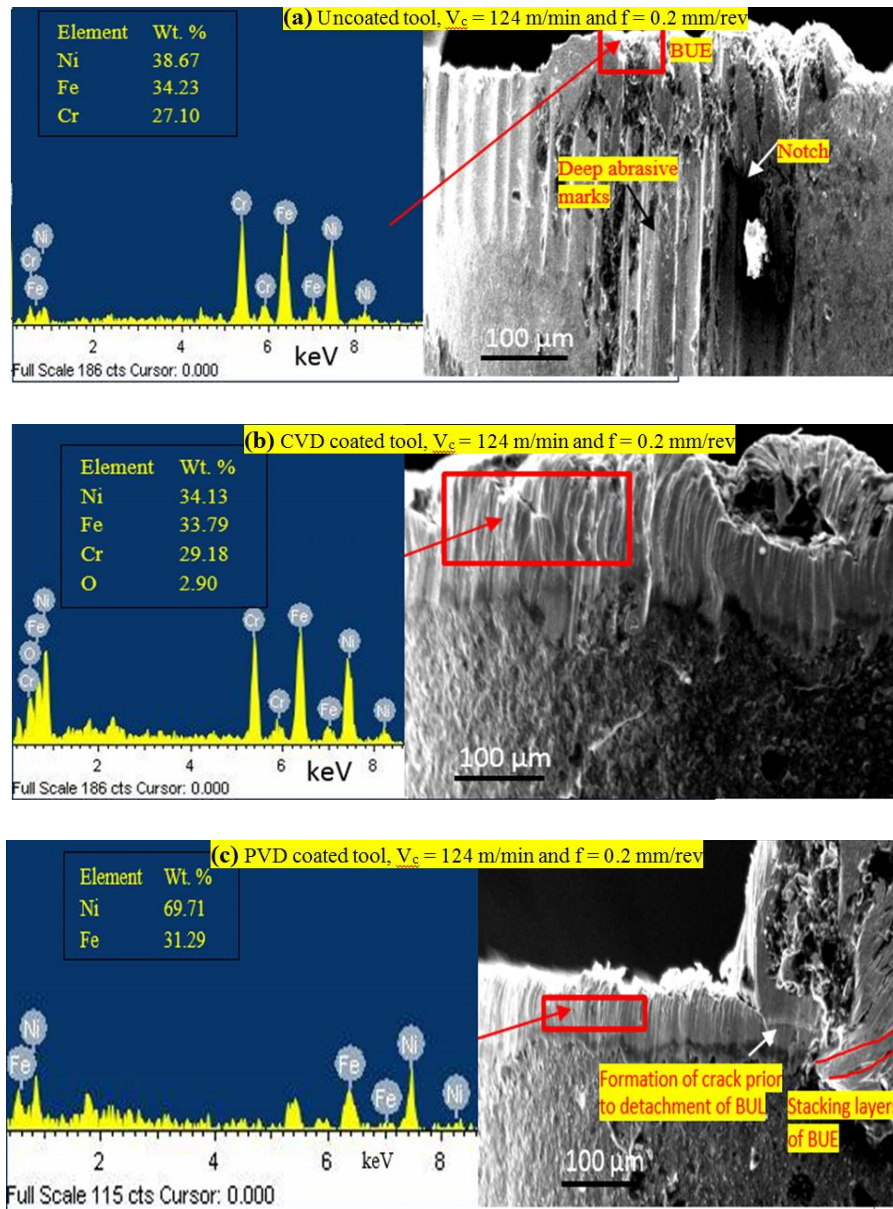 (a) Uncoated tool, Vc = 124 m/min and f = 0.2 mm/rev
Element Wt. %
Ni 38.67
Fe 34.23
Cr 27.10
BUE
Notch
Deep abrasive
marks
Cr
Fe
Ni
Ni
Cr
Fe
Cr
Fe
Ni
2 4 6 keV 8
100 µm
Full Scale 186 cts Cursor: 0.000
(b) CVD coated tool, Vc = 124 m/min and f = 0.2 mm/rev
Element Wt. %
Ni 34.13
Fe 33.79
Cr 29.18
O 2.90
Ni
Fe
O
Cr
Cr
Fe
Ni
Cr
Fe
Ni
2 4 6 keV 8
100 µm
Full Scale 186 cts Cursor: 0.000
(c) PVD coated tool, Vc = 124 m/min and f = 0.2 mm/rev
Element Wt. %
Ni 69.71
Fe 31.29
Ni
Fe
Fe
Ni
Fe
Ni
Formation of crack prior
to detachment of BUL
Stacking layer
of BUE
2 4 6 keV 8
100 µm
Full Scale 115 cts Cursor: 0.000